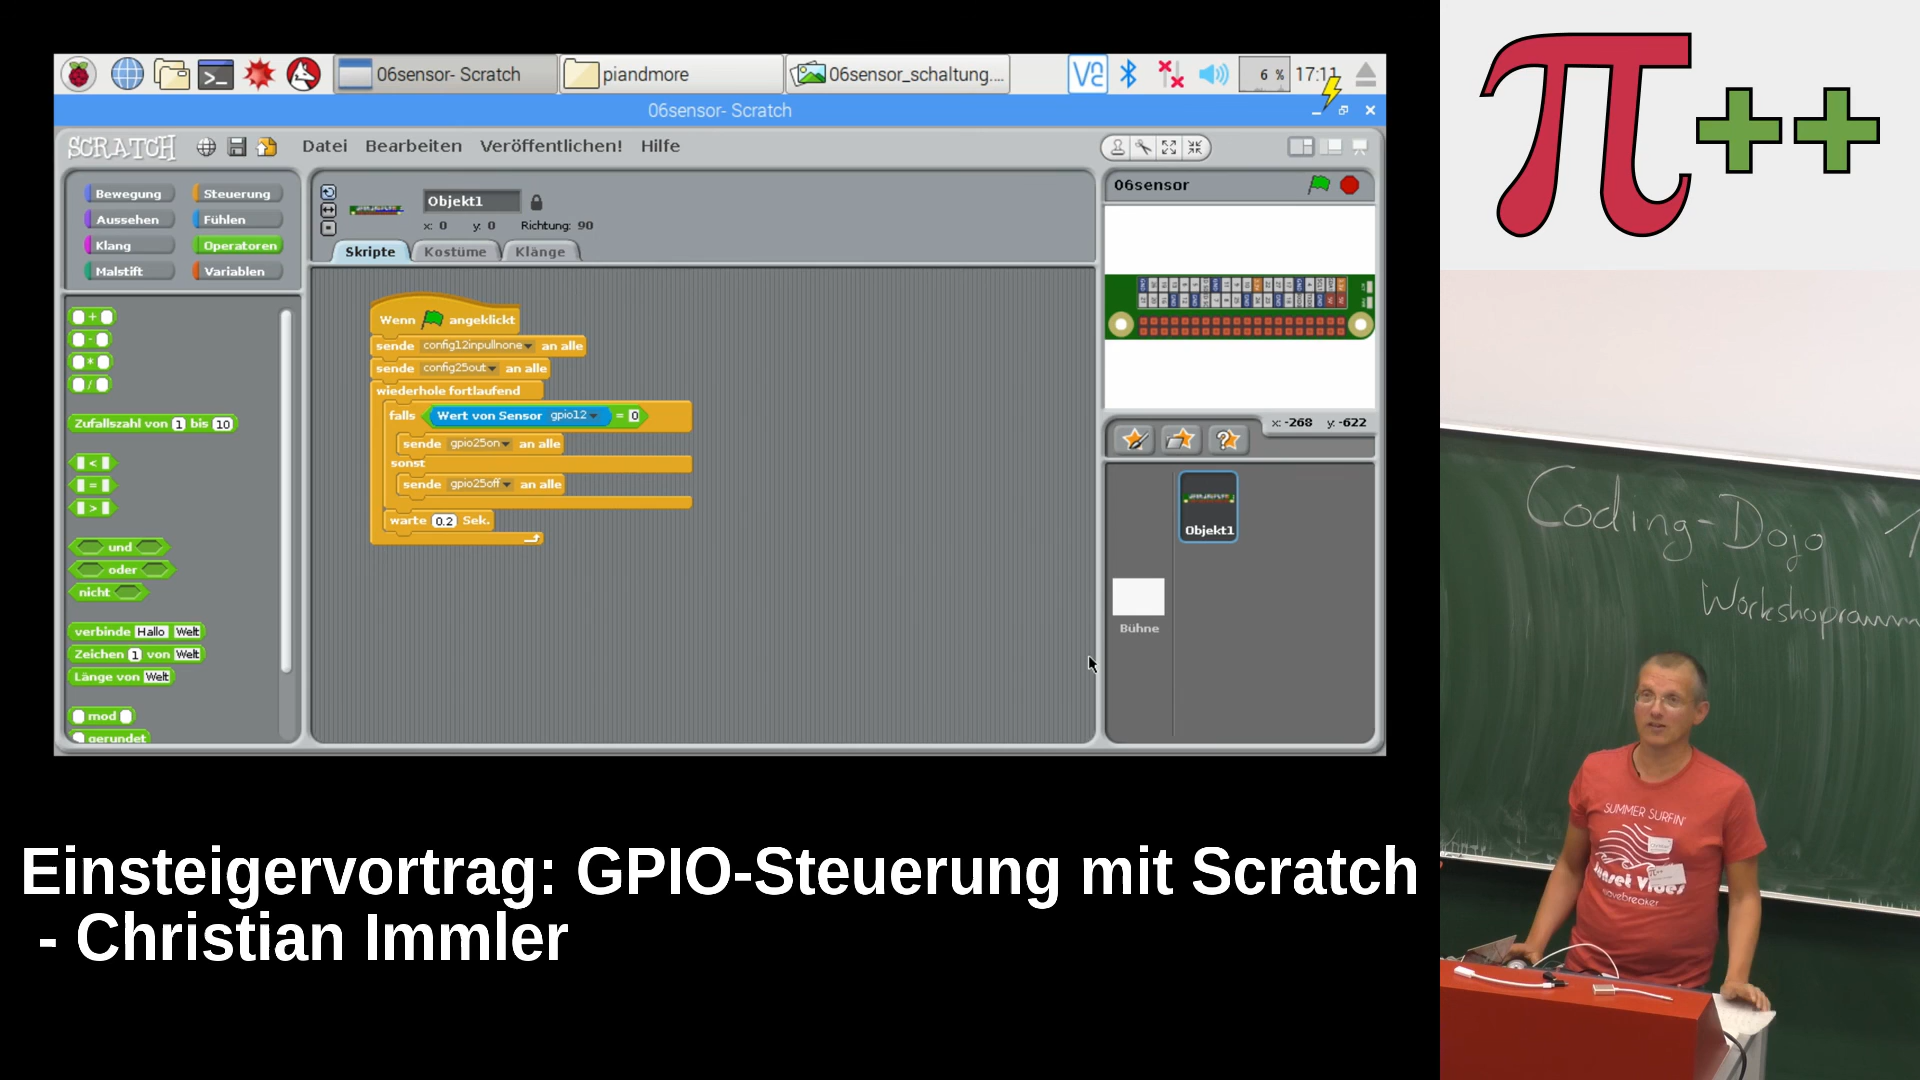 06sensor- Scratch
piandmore
06sensor_schaltung....
6 %
17:11
06sensor- Scratch
SCRATCH
Datei
Bearbeiten
Veröffentlichen!
Hilfe
Bewegung
Steuerung
Aussehen
Fühlen
Klang
Operatoren
Malstift
Variablen
Objekt1
x: 0 y: 0 Richtung: 90
Skripte
Kostüme
Klänge
06sensor
+
-
*
/
Zufallszahl von 1 bis 10
<
=
>
und
oder
nicht
verbinde Hallo Welt
Zeichen 1 von Welt
Länge von Welt
mod
gerundet
Wenn angeklickt
sende config12inpullnone an alle
sende config25out an alle
wiederhole fortlaufend
falls Wert von Sensor gpio12 = 0
sende gpio25on an alle
sonst
sende gpio25off an alle
warte 0.2 Sek.
x: -268 y: -622
Objekt1
Bühne
π++
Coding-Dojo
SUMMER SURFIN'
Sunset Vibes
Einsteigervortrag: GPIO-Steuerung mit Scratch
- Christian Immler